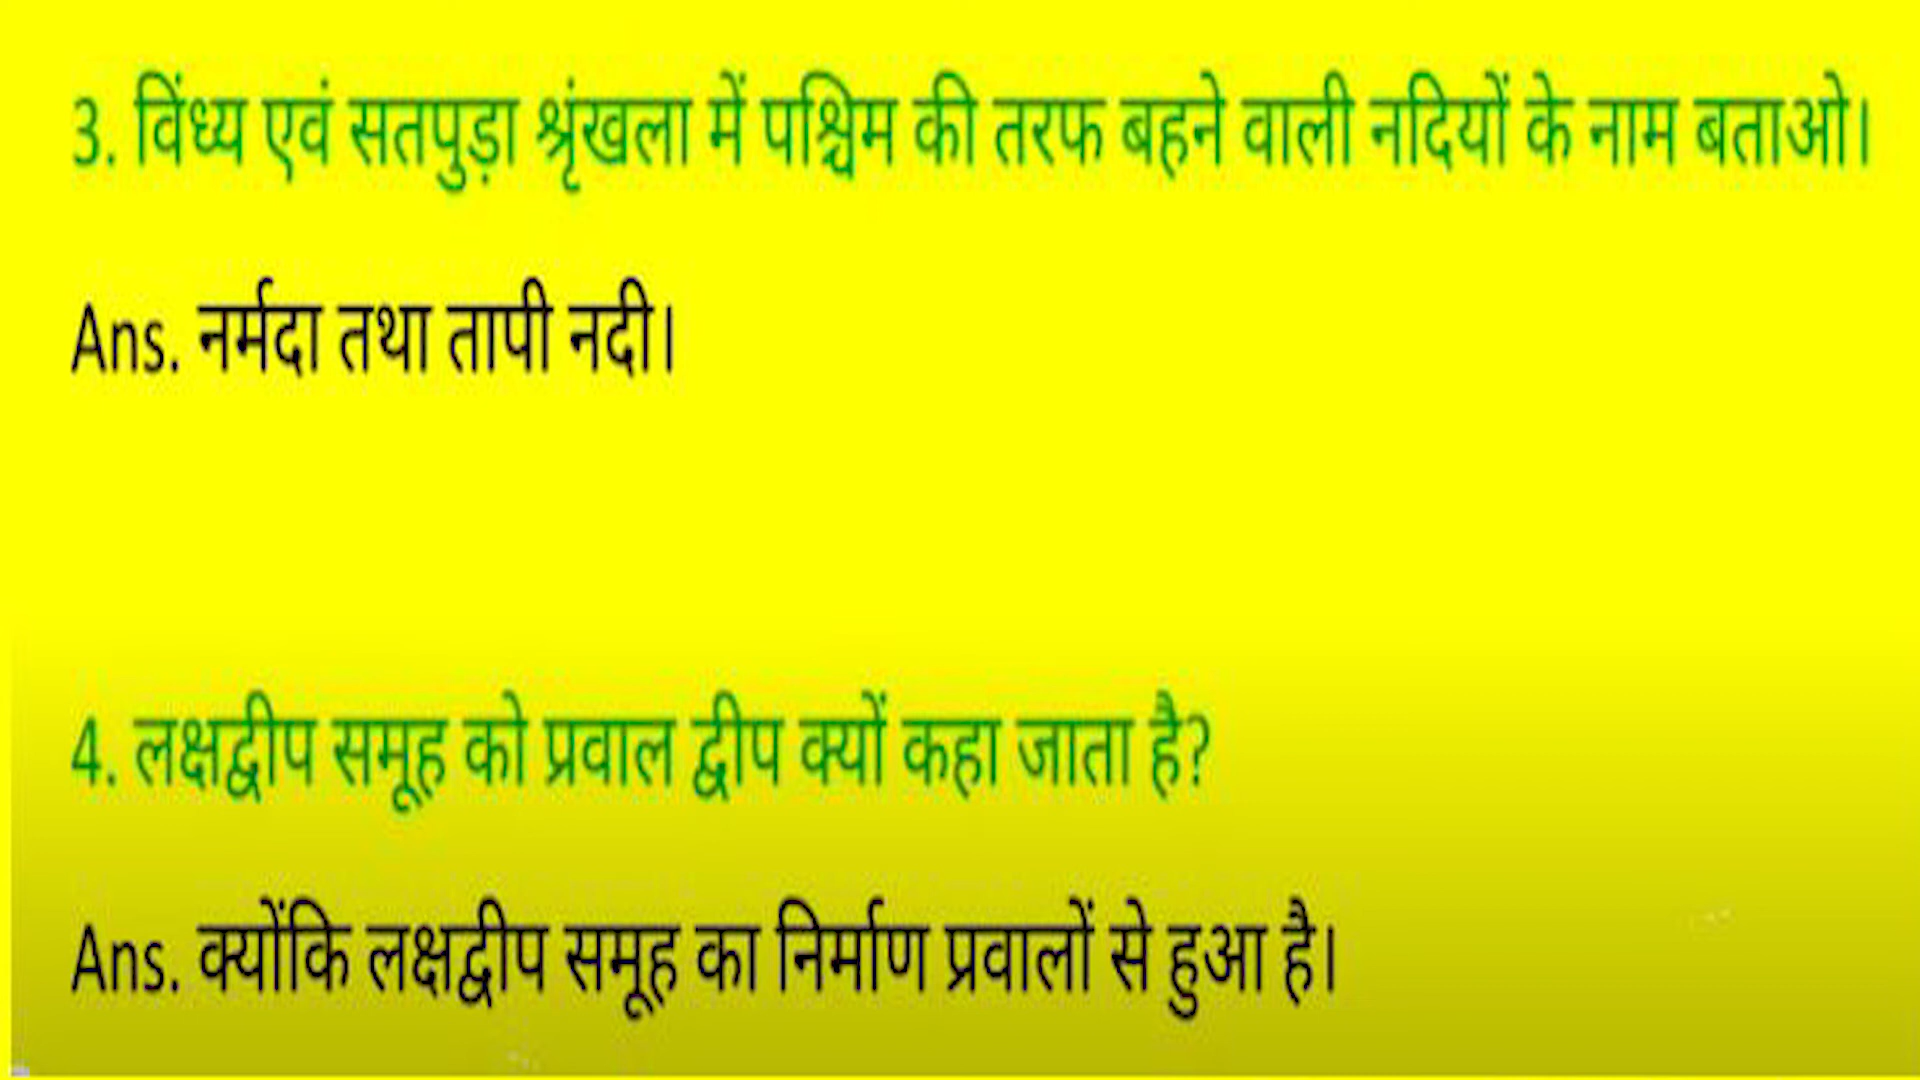 3. विंध्य एवं सतपुड़ा श्रृंखला में पश्चिम की तरफ बहने वाली नदियों के नाम बताओ।
Ans. नर्मदा तथा तापी नदी।
4. लक्षद्वीप समूह को प्रवाल द्वीप क्यों कहा जाता है?
Ans. क्योंकि लक्षद्वीप समूह का निर्माण प्रवालों से हुआ है।